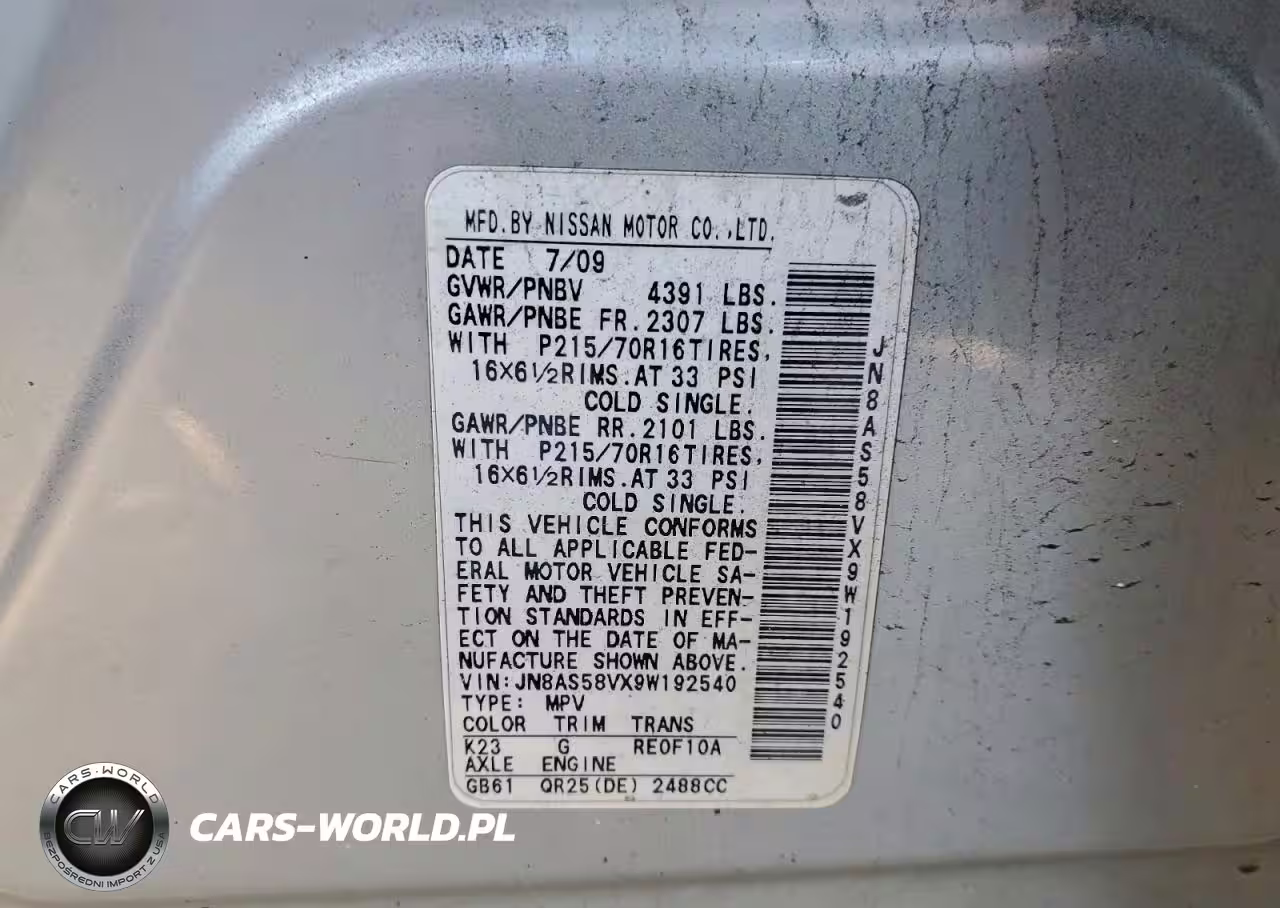 MFD.BY NISSAN MOTOR CO.,LTD.
DATE 7/09
GVWR/PNBV 4391 LBS.
GAWR/PNBE FR.2307 LBS.
WITH P215/70R16TIRES,
16X6½RIMS.AT 33 PSI
COLD SINGLE.
GAWR/PNBE RR.2101 LBS.
WITH P215/70R16TIRES,
16X6½RIMS.AT 33 PSI
COLD SINGLE.
THIS VEHICLE CONFORMS
TO ALL APPLICABLE FED-
ERAL MOTOR VEHICLE SA-
FETY AND THEFT PREVEN-
TION STANDARDS IN EFF-
ECT ON THE DATE OF MA-
NUFACTURE SHOWN ABOVE.
VIN:JN8AS58VX9W192540
TYPE: MPV
COLOR TRIM TRANS
K23 G RE0F10A
AXLE ENGINE
GB61 QR25(DE) 2488CC
JN8AS58VX9W192540
CARS-WORLD
CW
BEZPOŚREDNI IMPORT Z USA
CARS-WORLD.PL